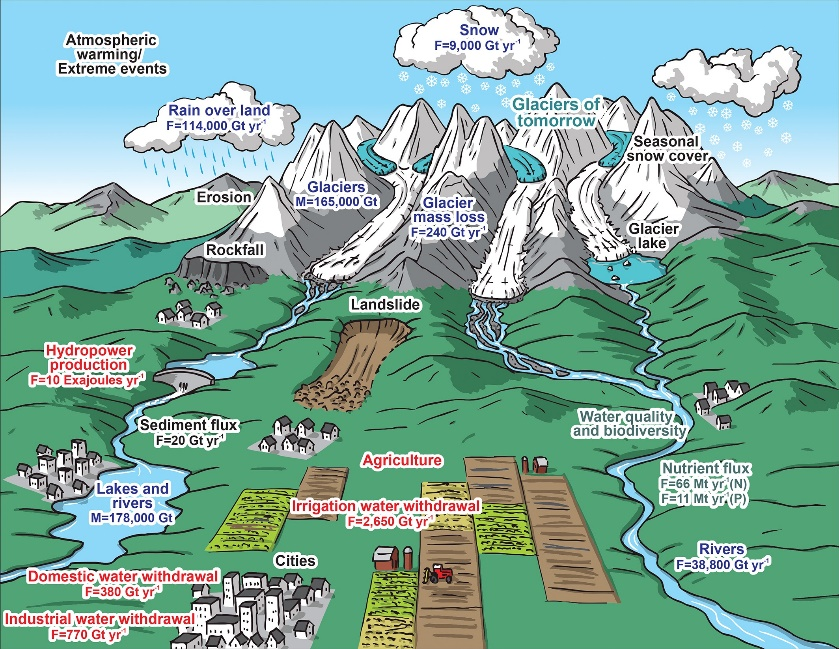 Atmospheric
warming/
Extreme events
Snow
F=9,000 Gt yr⁻¹
Rain over land
F=114,000 Gt yr⁻¹
Glaciers of
tomorrow
Seasonal
snow cover
Erosion
Glaciers
M=165,000 Gt
Glacier
mass loss
F=240 Gt yr⁻¹
Rockfall
Glacier
lake
Landslide
Hydropower
production
F=10 Exajoules yr⁻¹
Sediment flux
F=20 Gt yr⁻¹
Water quality
and biodiversity
Agriculture
Nutrient flux
F=66 Mt yr⁻¹(N)
F=11 Mt yr⁻¹(P)
Lakes and
rivers
M=178,000 Gt
Irrigation water withdrawal
F=2,650 Gt yr⁻¹
Rivers
F=38,800 Gt yr⁻¹
Cities
Domestic water withdrawal
F=380 Gt yr⁻¹
Industrial water withdrawal
F=770 Gt yr⁻¹